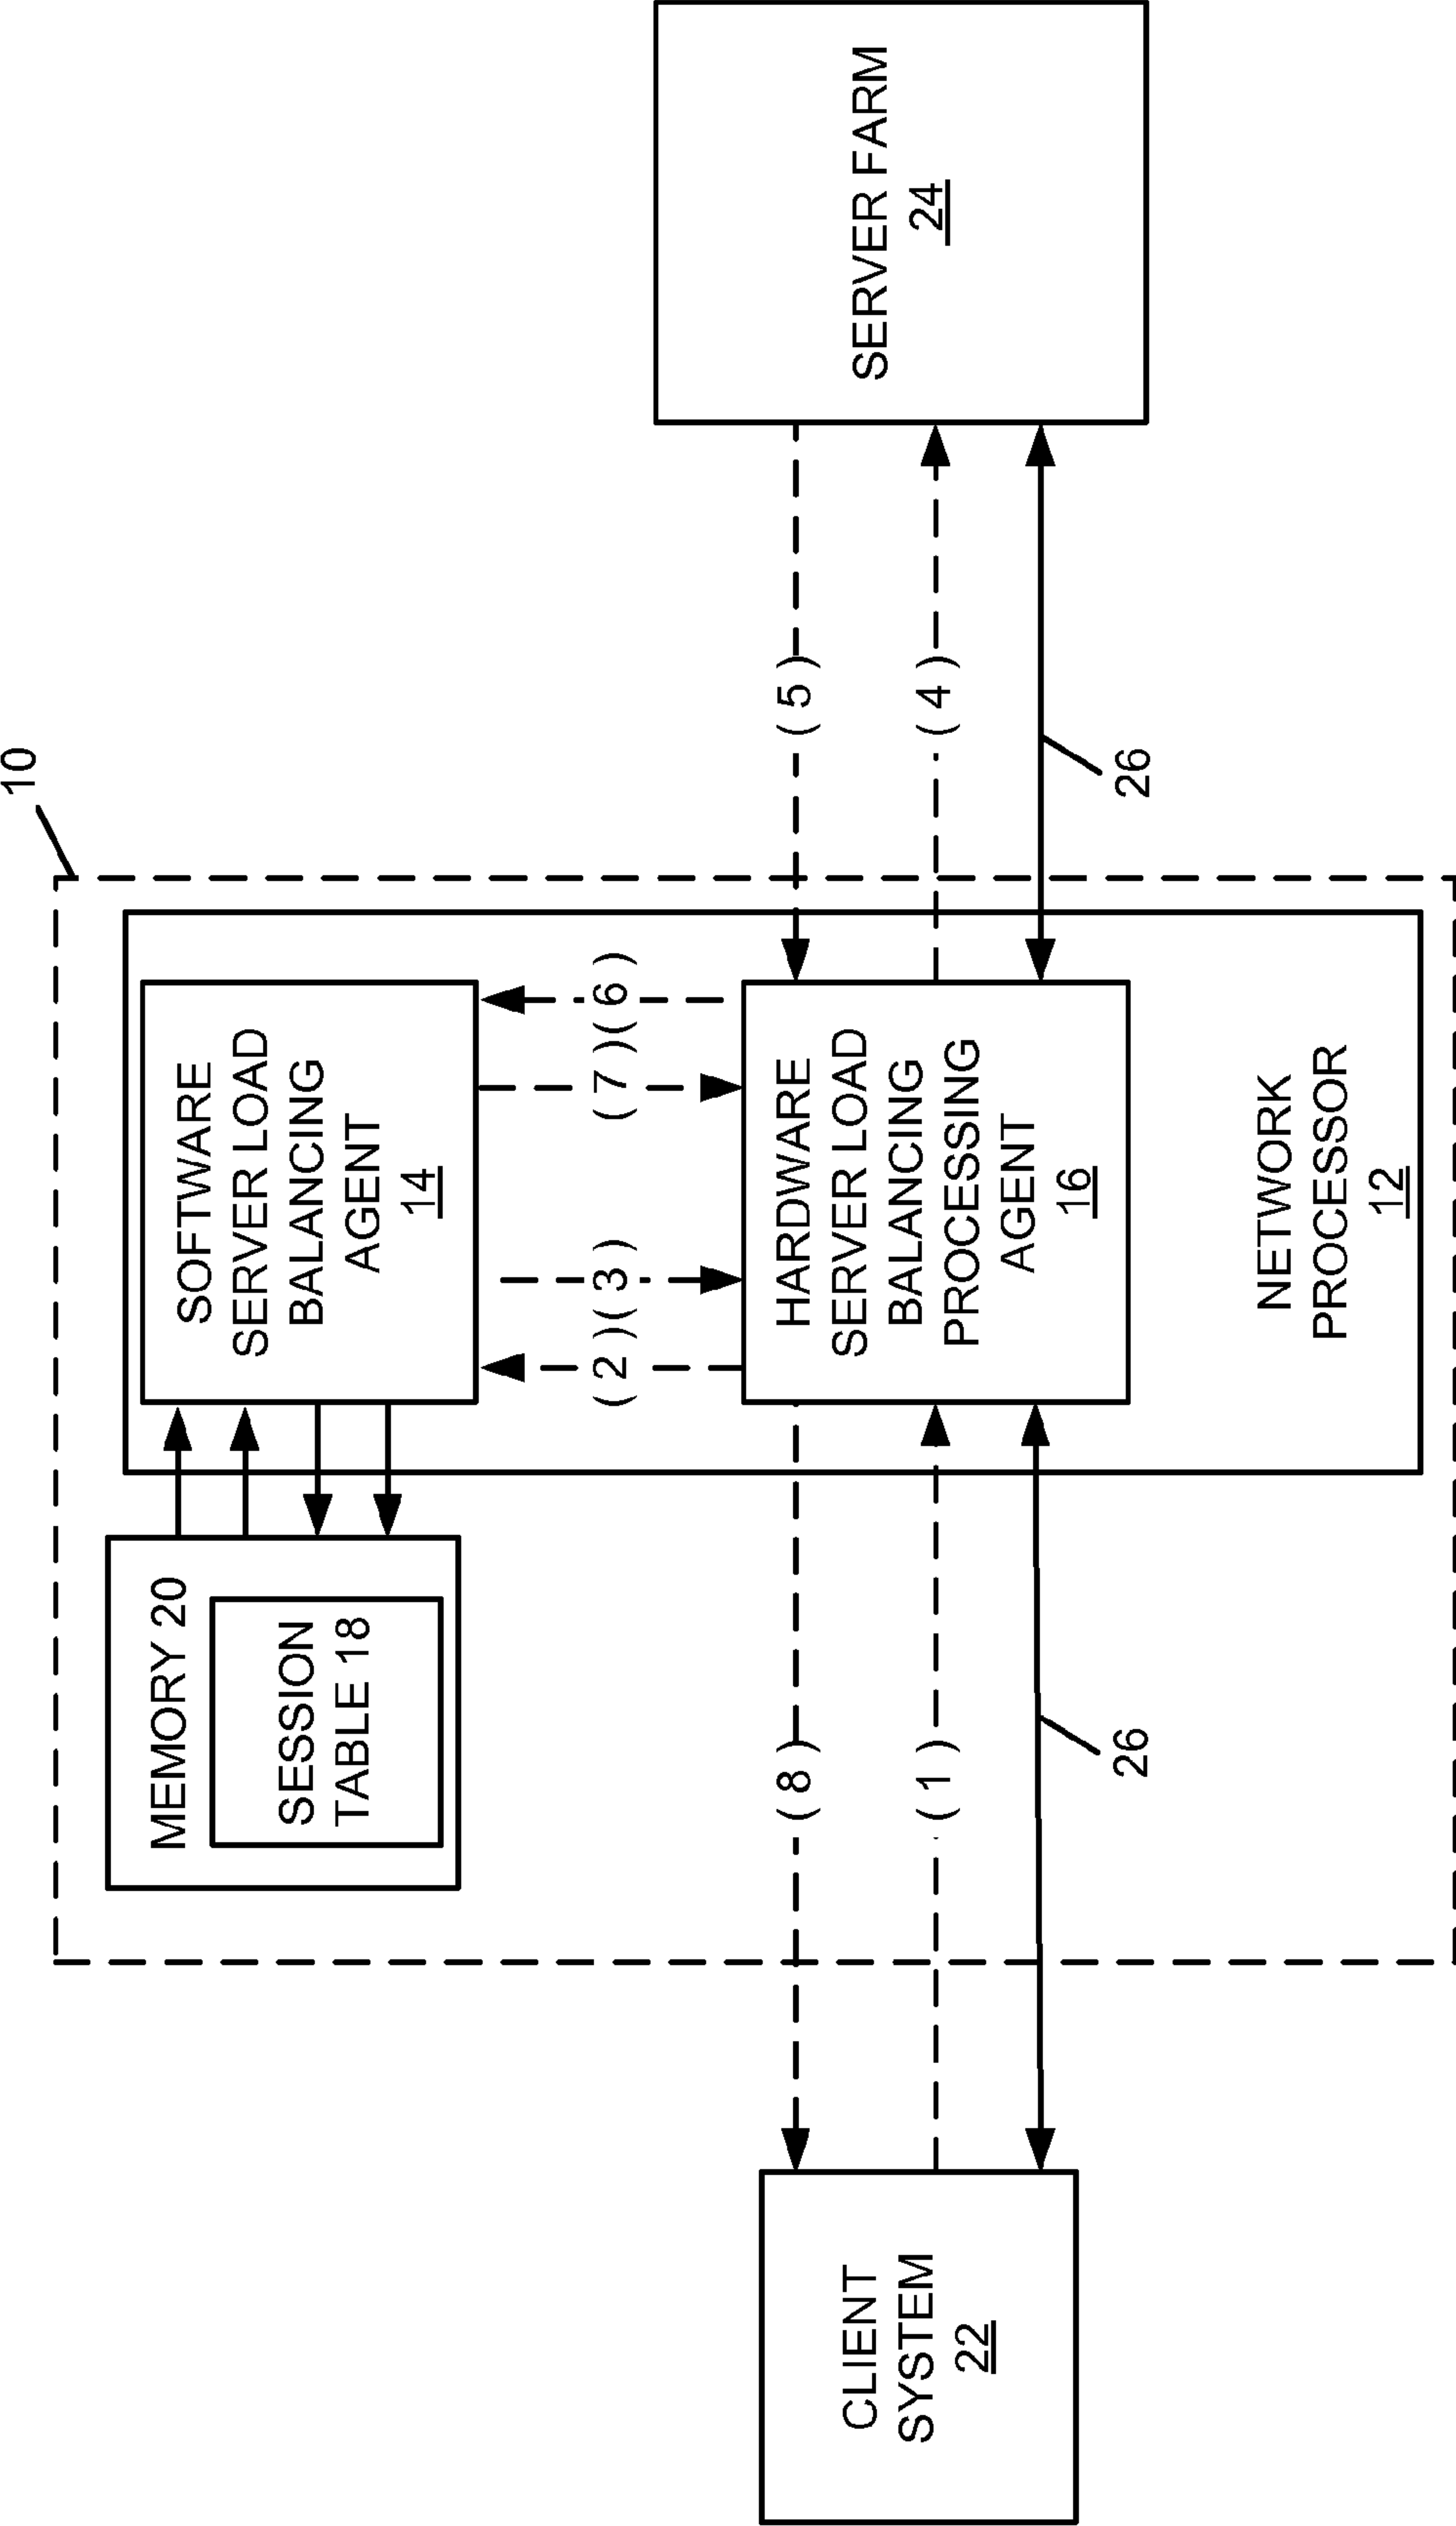 10
MEMORY 20
SESSION
TABLE 18
SOFTWARE
SERVER LOAD
BALANCING
AGENT
14
( 2 )( 3 )
( 7 )( 6 )
( 8 )
( 5 )
CLIENT
SYSTEM
22
( 1 )
HARDWARE
SERVER LOAD
BALANCING
PROCESSING
AGENT
16
( 4 )
SERVER FARM
24
26
26
NETWORK
PROCESSOR
12